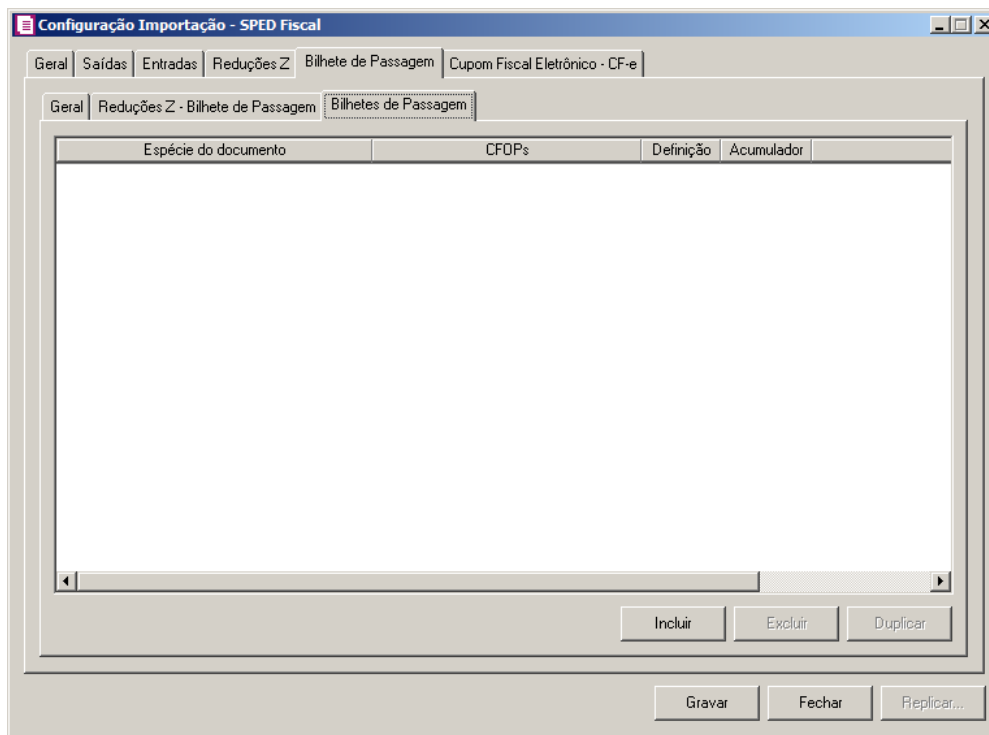 Configuração Importação - SPED Fiscal
Geral Saídas Entradas Reduções Z Bilhete de Passagem Cupom Fiscal Eletrônico - CF-e
Geral Reduções Z - Bilhete de Passagem Bilhetes de Passagem
Espécie do documento CFOPs Definição Acumulador
Incluir Excluir Duplicar
Gravar Fechar Replicar...